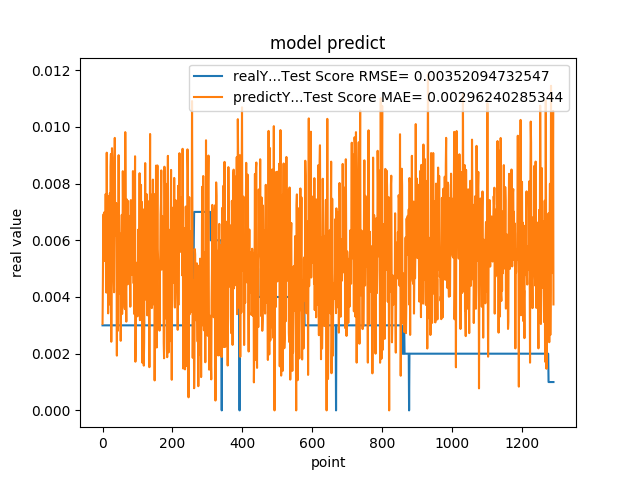 model predict
realY...Test Score RMSE= 0.00352094732547
predictY...Test Score MAE= 0.00296240285344
0.012
0.010
0.008
0.006
0.004
0.002
0.000
real value
0 200 400 600 800 1000 1200
point